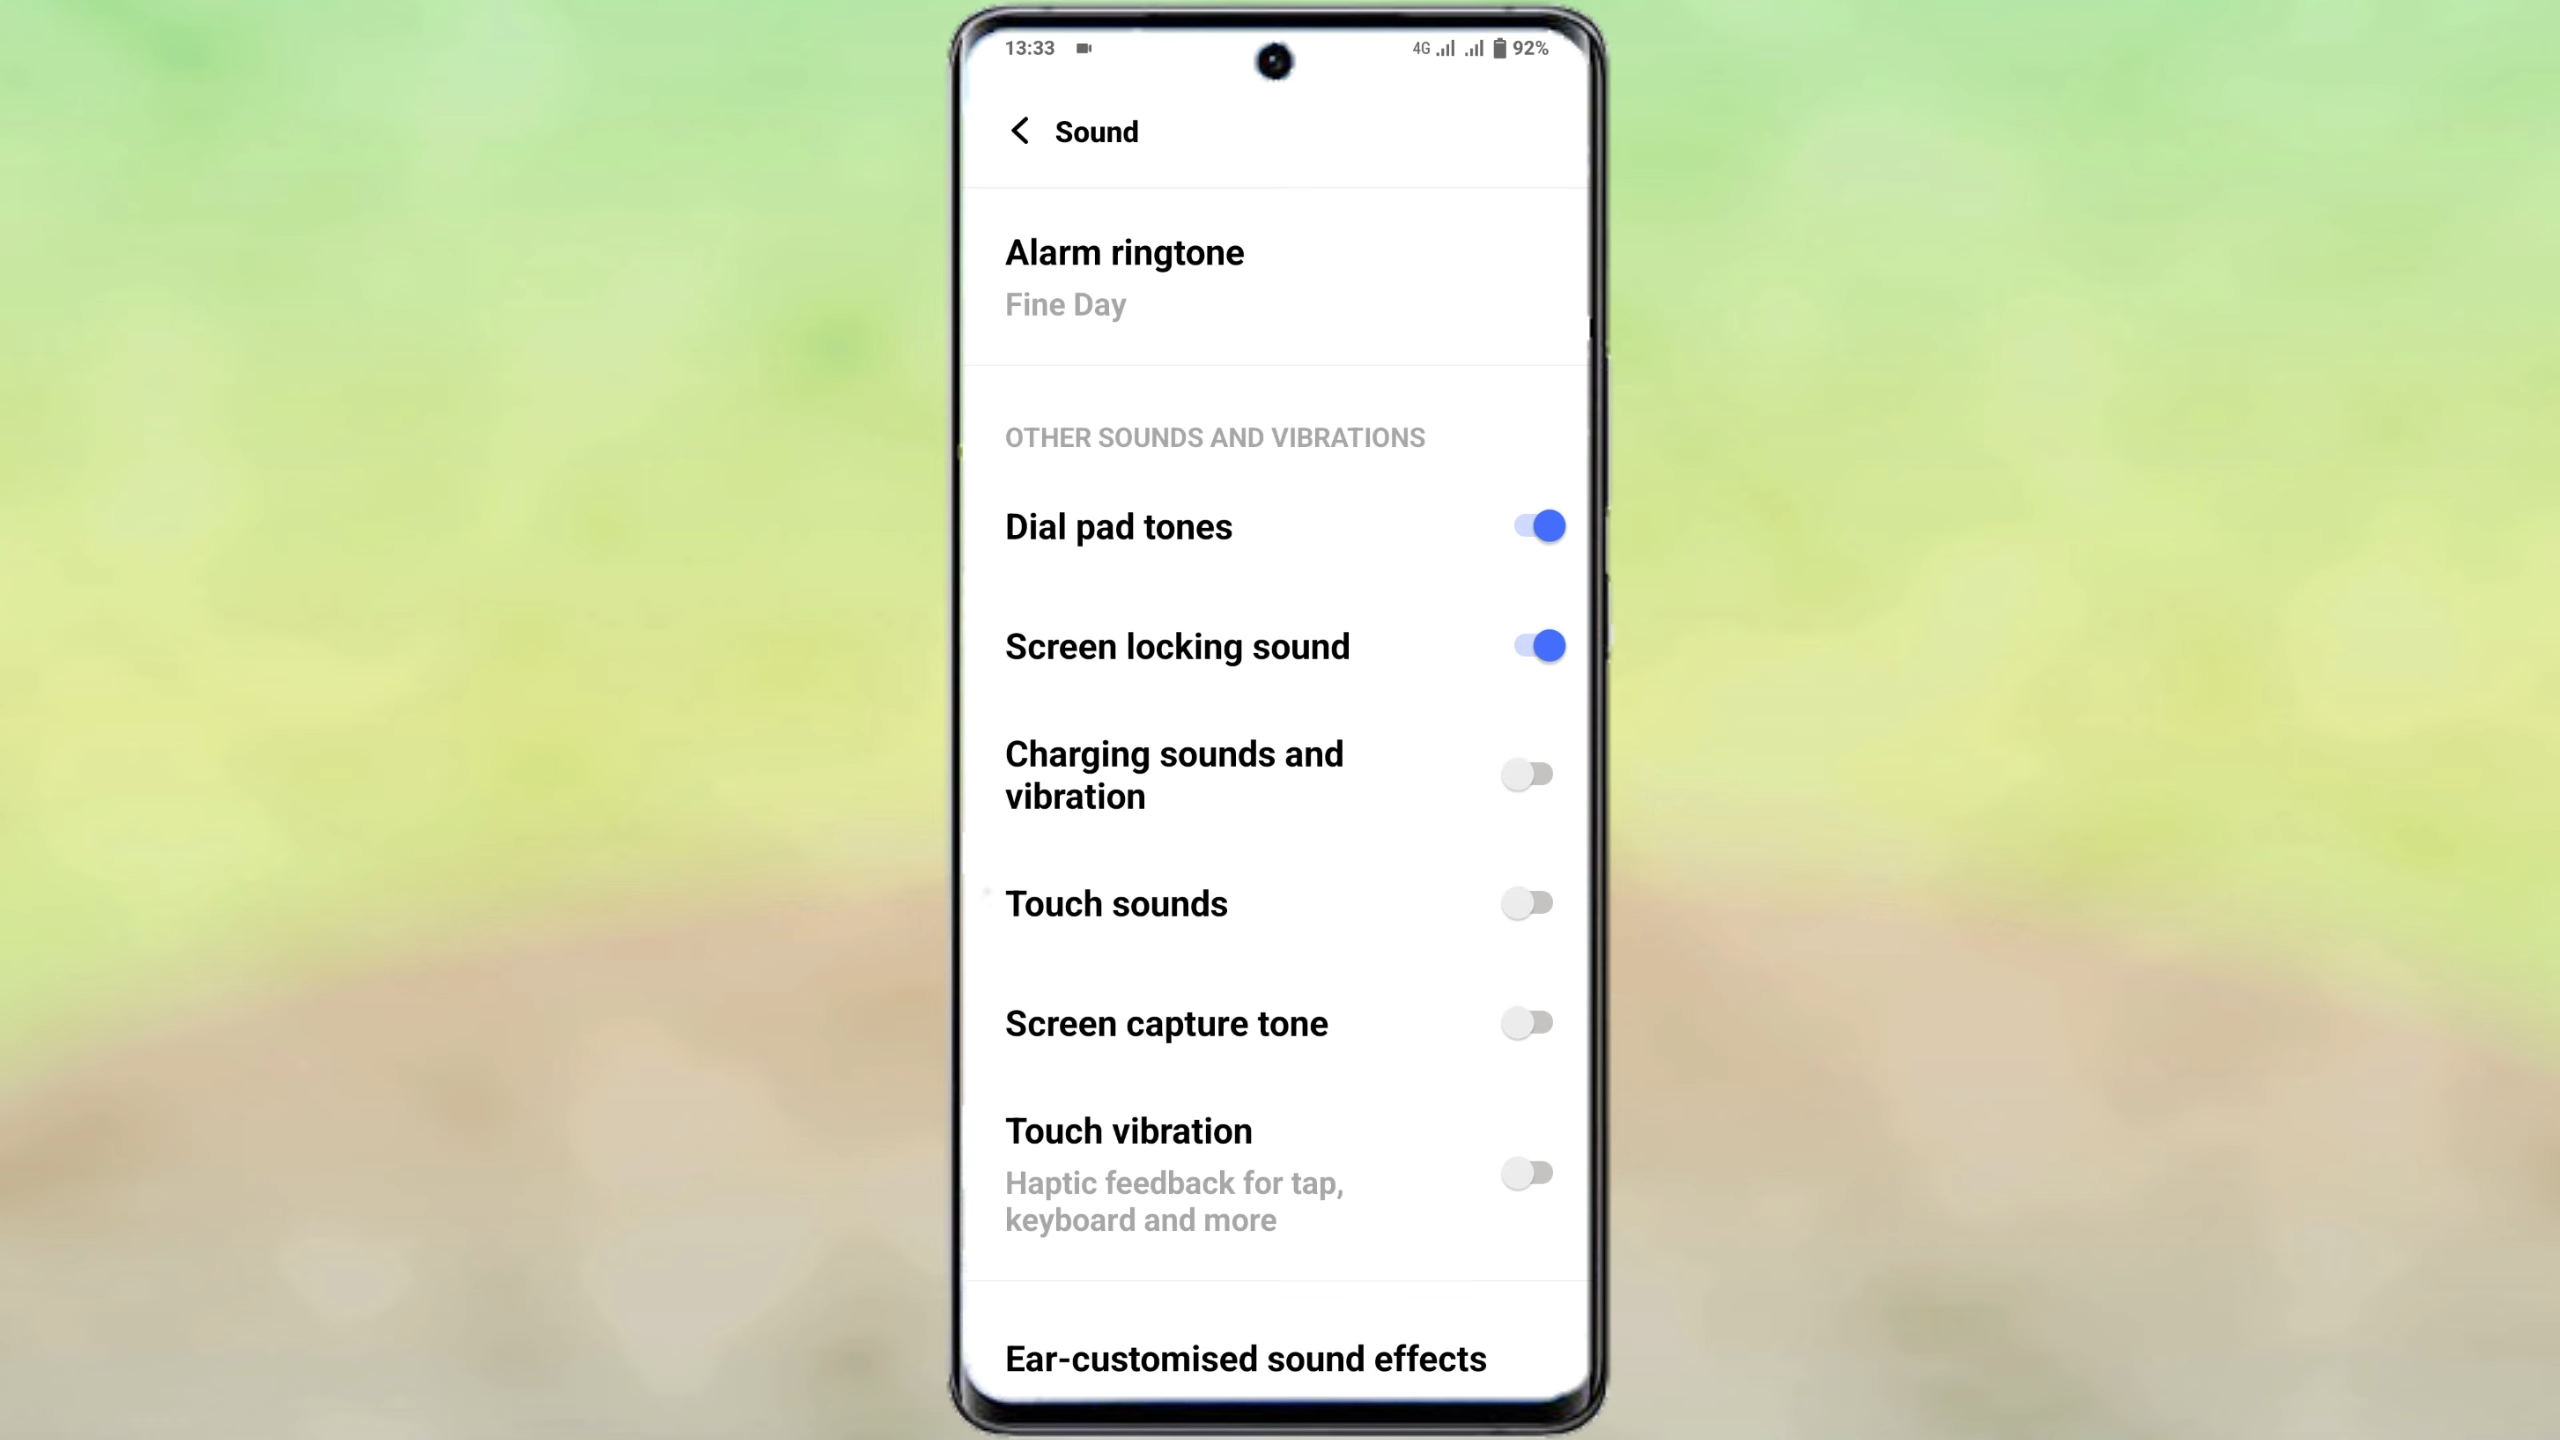 13:33
4G 92%
Sound
Alarm ringtone
Fine Day
OTHER SOUNDS AND VIBRATIONS
Dial pad tones
Screen locking sound
Charging sounds and
vibration
Touch sounds
Screen capture tone
Touch vibration
Haptic feedback for tap,
keyboard and more
Ear-customised sound effects